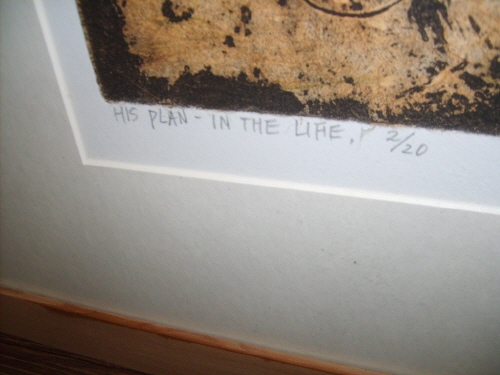 HIS PLAN - IN THE LIFE, 2/20